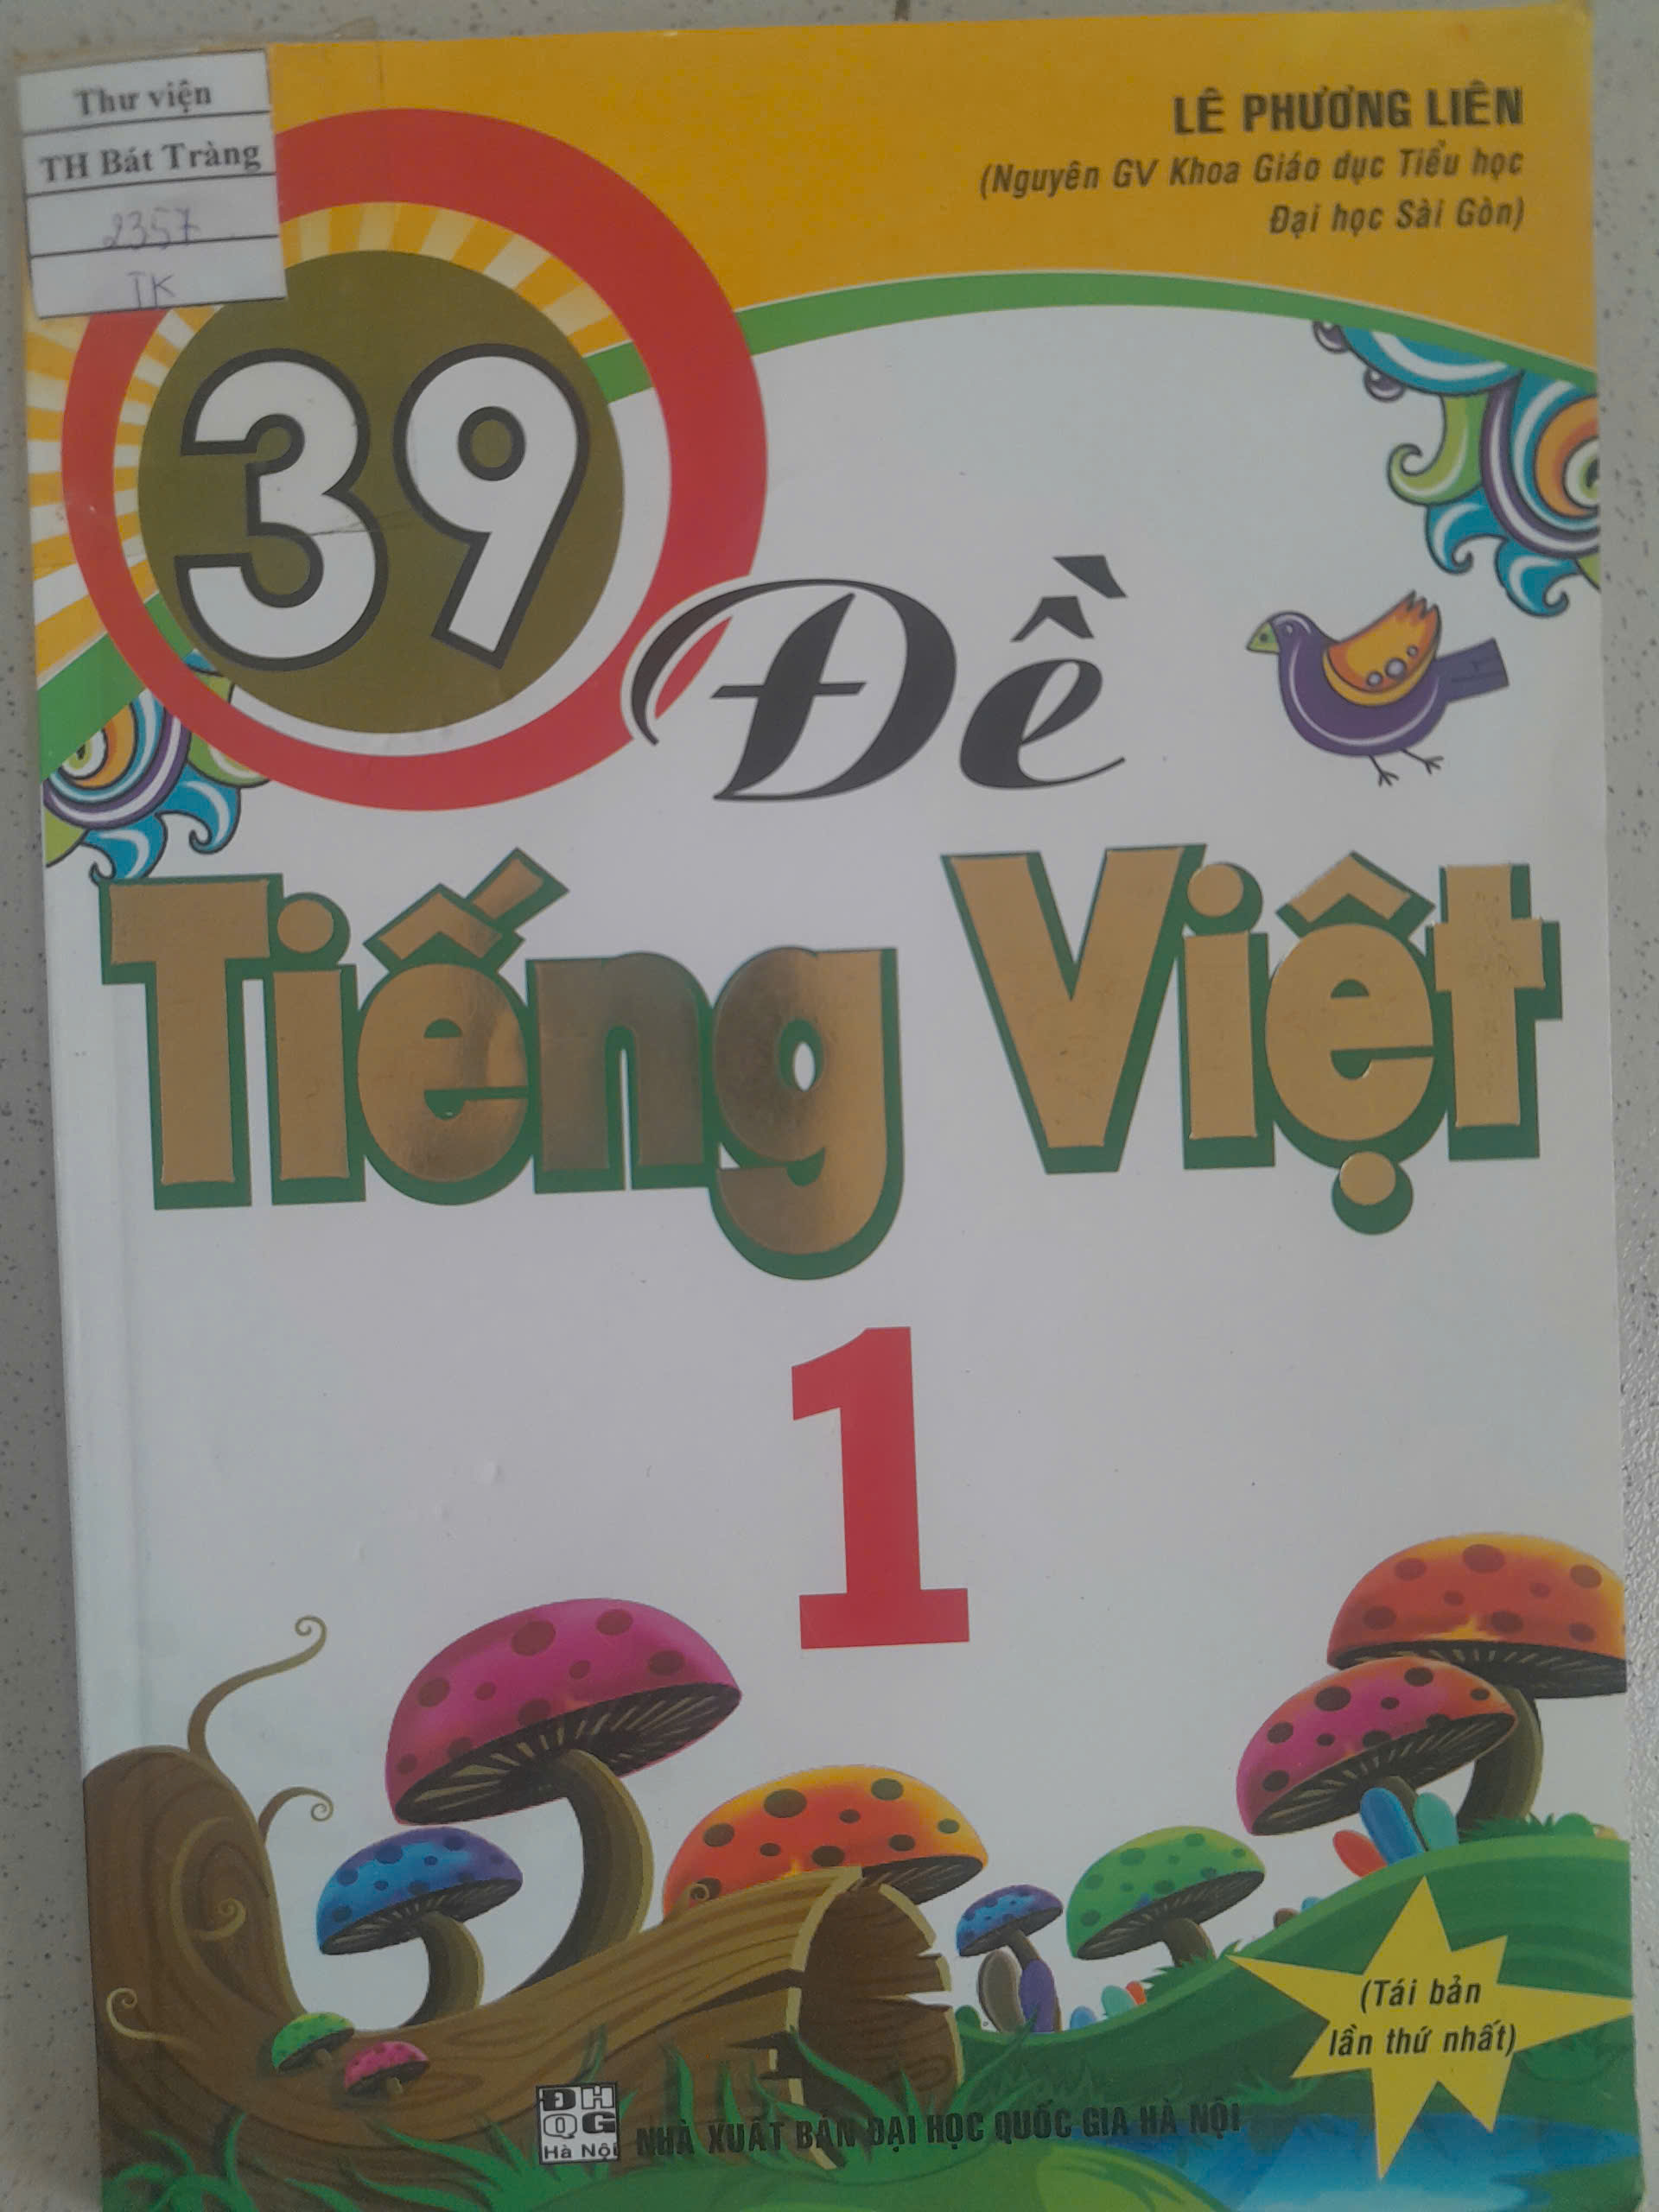 Thư viện
TH Bát Tràng
2357
TK
LÊ PHƯƠNG LIÊN
(Nguyên GV Khoa Giáo dục Tiểu học
Đại học Sài Gòn)
39
Đề
Tiếng Việt
1
(Tái bản
lần thứ nhất)
ĐH
QG
Hà Nội
NHÀ XUẤT BẢN ĐẠI HỌC QUỐC GIA HÀ NỘI